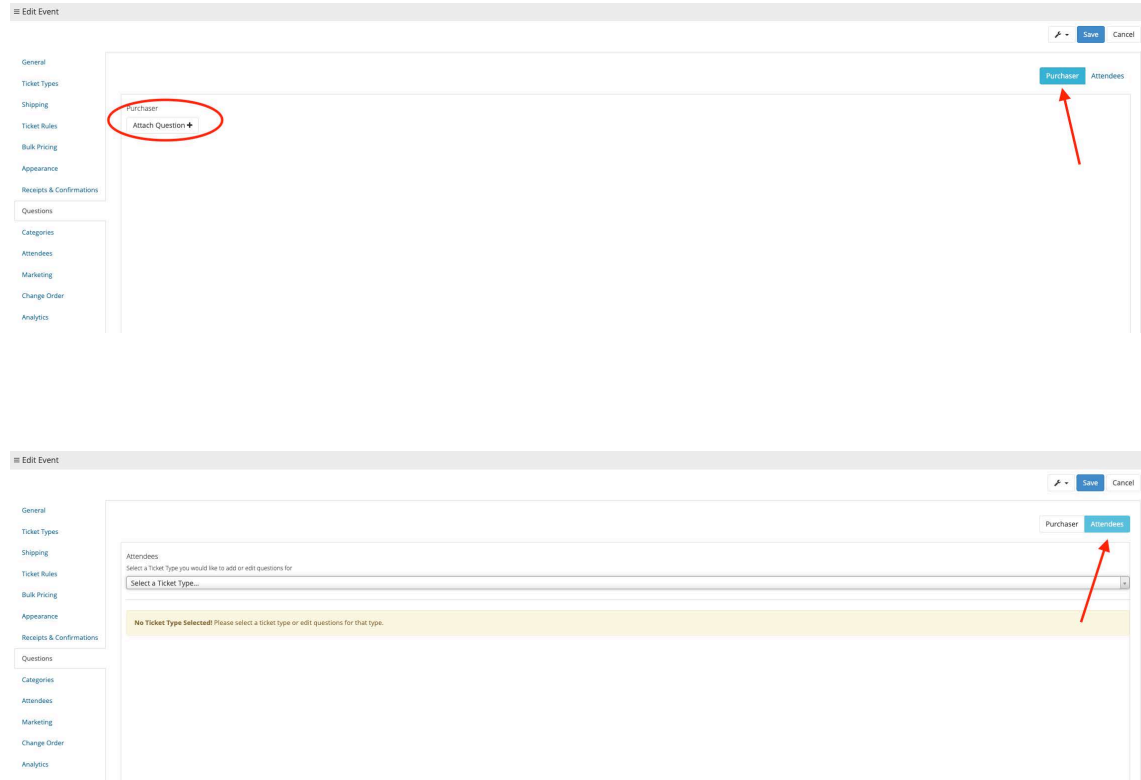 ≡ Edit Event
Save Cancel
General
Purchaser Attendees
Ticket Types
Shipping
Purchaser
Ticket Rules
Attach Question +
Bulk Pricing
Appearance
Receipts & Confirmations
Questions
Categories
Attendees
Marketing
Change Order
Analytics
≡ Edit Event
Save Cancel
General
Purchaser Attendees
Ticket Types
Shipping
Attendees
Select a Ticket Type you would like to add or edit questions for
Ticket Rules
Select a Ticket Type...
Bulk Pricing
Appearance
No Ticket Type Selected! Please select a ticket type or edit questions for that type.
Receipts & Confirmations
Questions
Categories
Attendees
Marketing
Change Order
Analytics